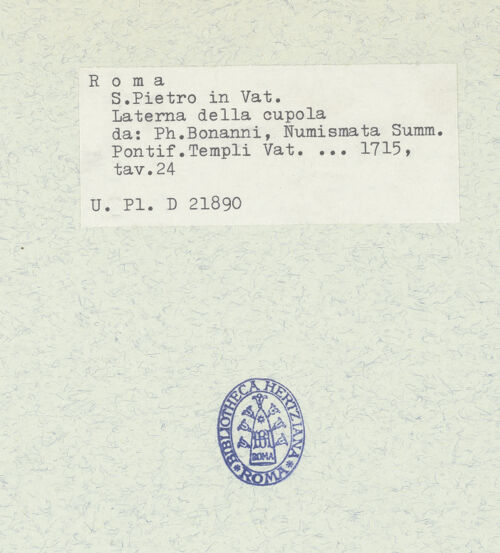 R o m a
S.Pietro in Vat.
Laterna della cupola
da: Ph.Bonanni, Numismata Summ.
Pontif.Templi Vat. ... 1715,
tav.24
U. Pl. D 21890
BIBLIOTHECA HERTZIANA
BH
ROMA
* ROMA *